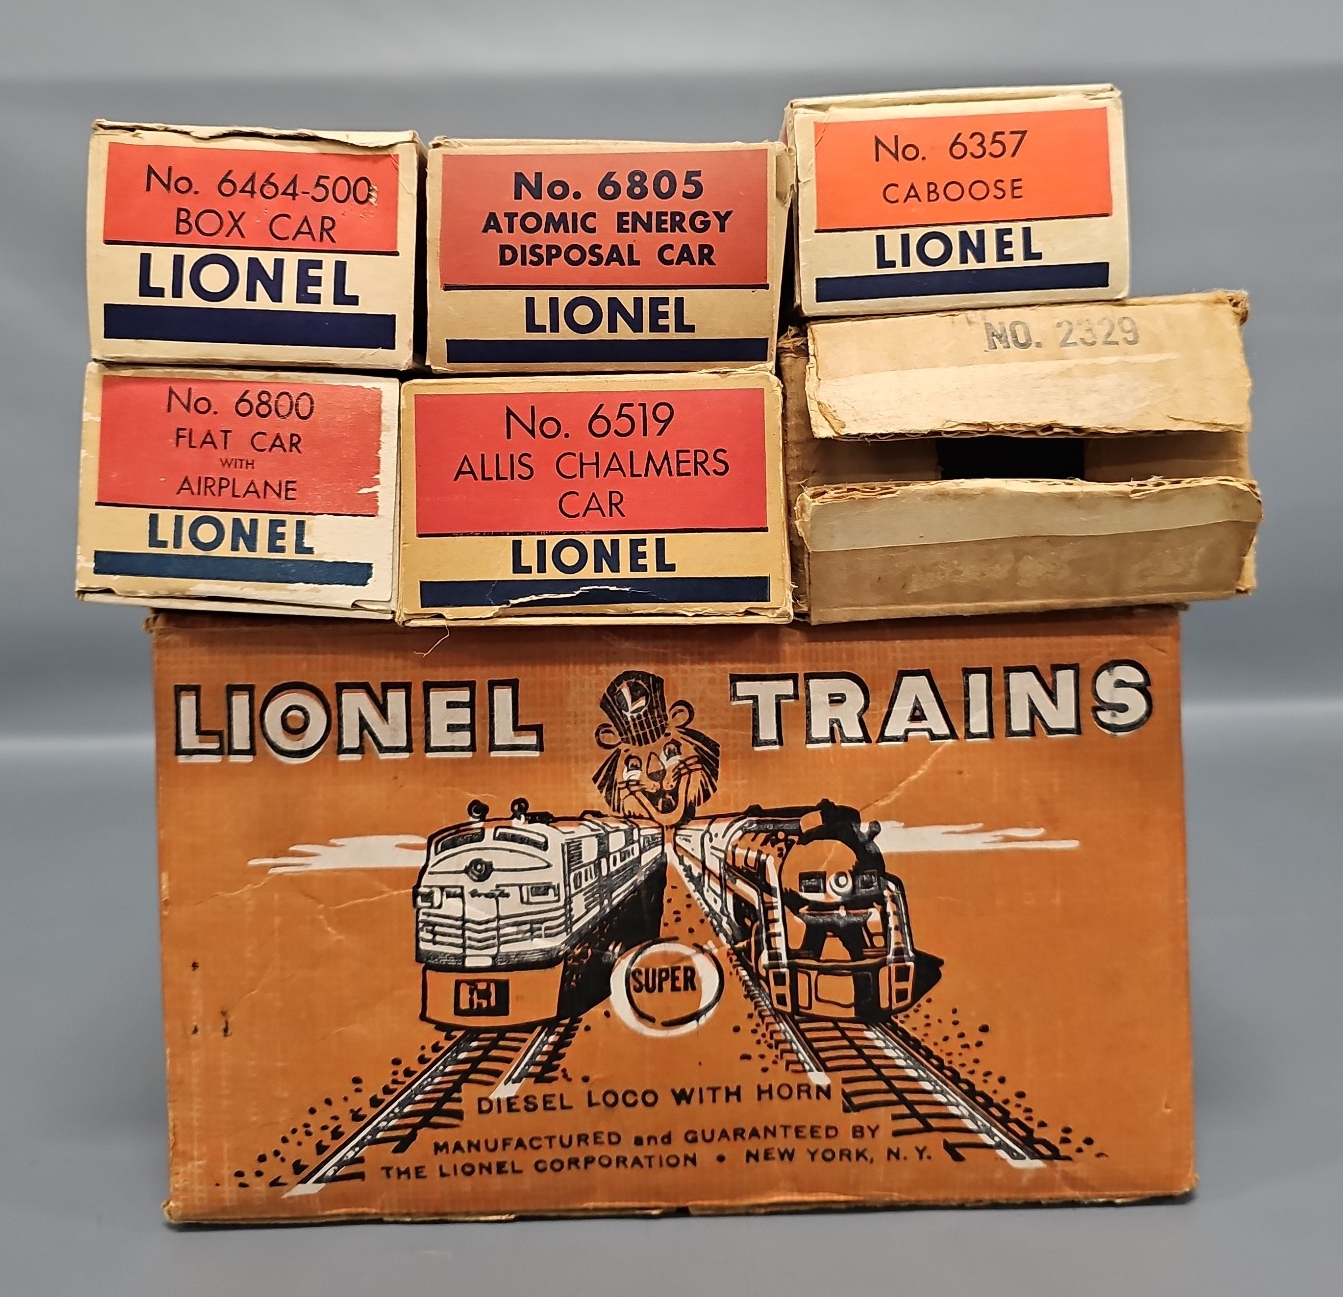 No. 6464-500
BOX CAR
LIONEL
No. 6805
ATOMIC ENERGY
DISPOSAL CAR
LIONEL
No. 6357
CABOOSE
LIONEL
No. 6800
FLAT CAR
WITH
AIRPLANE
LIONEL
No. 6519
ALLIS CHALMERS
CAR
LIONEL
NO. 2329
LIONEL TRAINS
L
SUPER O
DIESEL LOCO WITH HORN
MANUFACTURED and GUARANTEED BY
THE LIONEL CORPORATION • NEW YORK, N.Y.